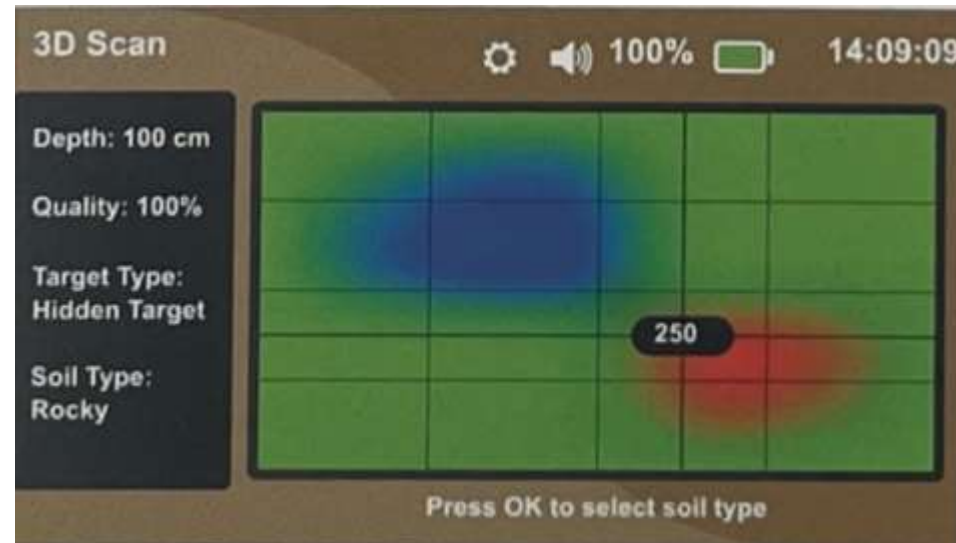 3D Scan
100%
14:09:09
Depth: 100 cm
Quality: 100%
Target Type:
Hidden Target
Soil Type:
Rocky
250
Press OK to select soil type